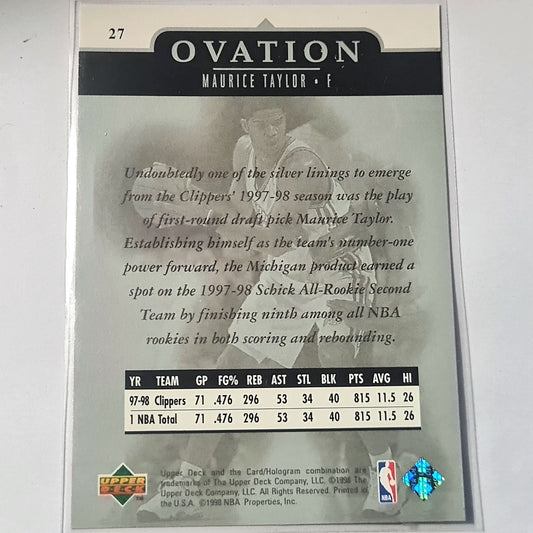 27
OVATION
MAURICE TAYLOR • F
Undoubtedly one of the silver linings to emerge
from the Clippers' 1997-98 season was the play
of first-round draft pick Maurice Taylor.
Establishing himself as the team's number-one
power forward, the Michigan product earned a
spot on the 1997-98 Schick All-Rookie Second
Team by finishing ninth among all NBA
rookies in both scoring and rebounding.
YR TEAM GP FG% REB AST STL BLK PTS AVG HI
97-98 Clippers 71 .476 296 53 34 40 815 11.5 26
1 NBA Total 71 .476 296 53 34 40 815 11.5 26
Upper Deck and the Card/Hologram combination are
trademarks of The Upper Deck Company, LLC. ©1998 The
Upper Deck Company, LLC. All Rights Reserved. Printed in
the U.S.A. ©1998 NBA Properties, Inc.
UPPER
DECK
NBA